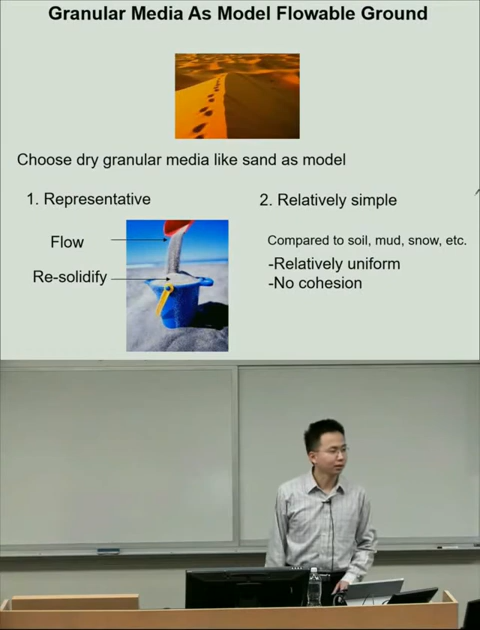 Granular Media As Model Flowable Ground
Choose dry granular media like sand as model
1. Representative
2. Relatively simple
Flow
Re-solidify
Compared to soil, mud, snow, etc.
-Relatively uniform
-No cohesion